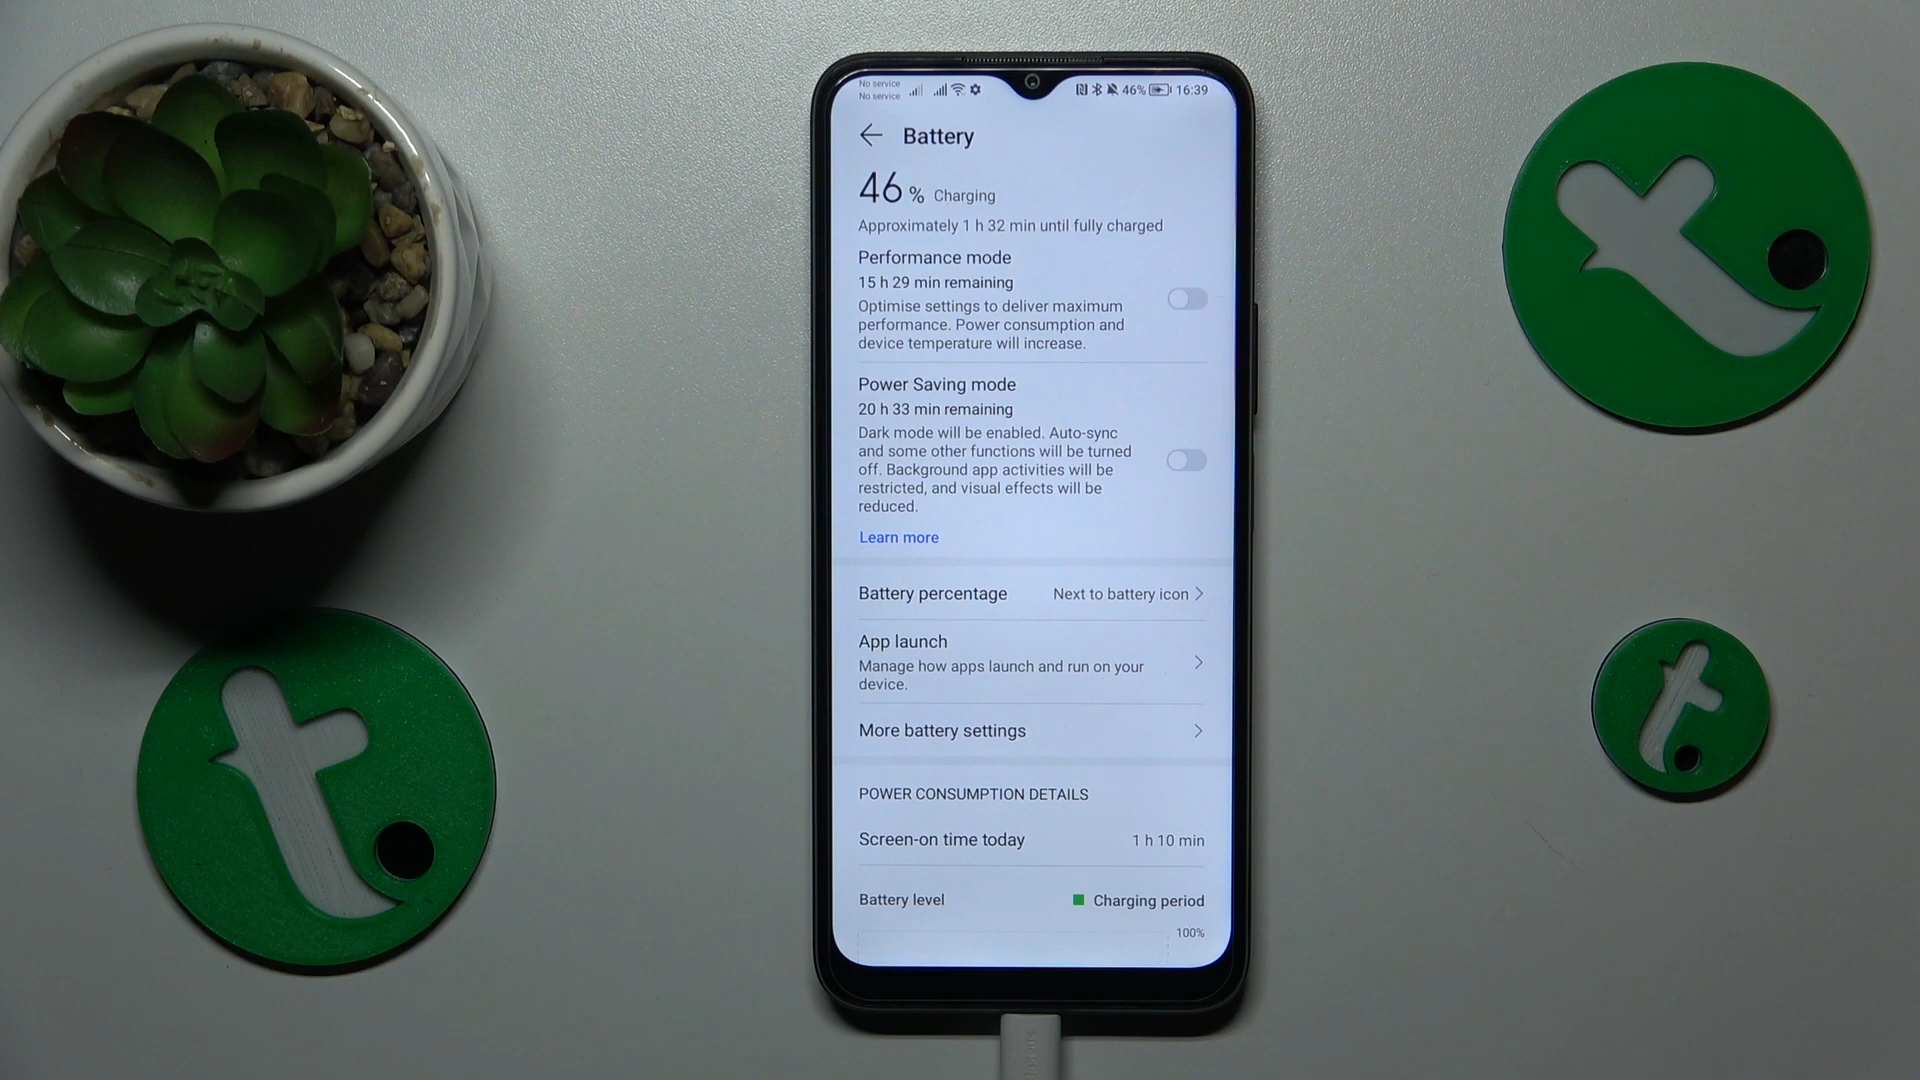 No service
No service
46% 16:39
Battery
46 % Charging
Approximately 1 h 32 min until fully charged
Performance mode
15 h 29 min remaining
Optimise settings to deliver maximum
performance. Power consumption and
device temperature will increase.
Power Saving mode
20 h 33 min remaining
Dark mode will be enabled. Auto-sync
and some other functions will be turned
off. Background app activities will be
restricted, and visual effects will be
reduced.
Learn more
Battery percentage Next to battery icon
App launch
Manage how apps launch and run on your
device.
More battery settings
POWER CONSUMPTION DETAILS
Screen-on time today 1 h 10 min
Battery level Charging period
100%